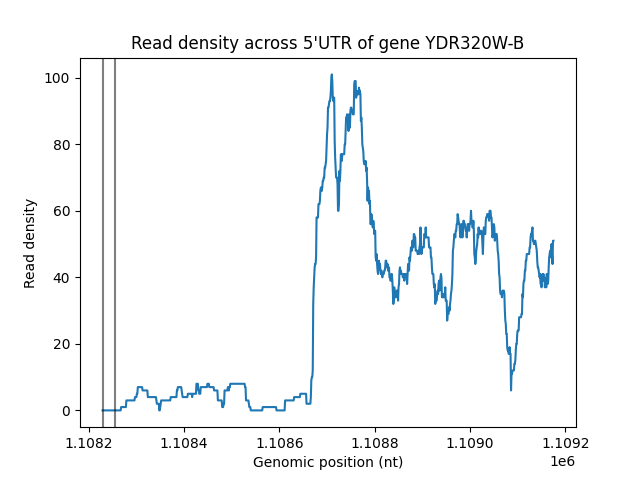 Read density across 5'UTR of gene YDR320W-B
Read density
100
80
60
40
20
0
1.1082 1.1084 1.1086 1.1088 1.1090 1.1092
1e6
Genomic position (nt)